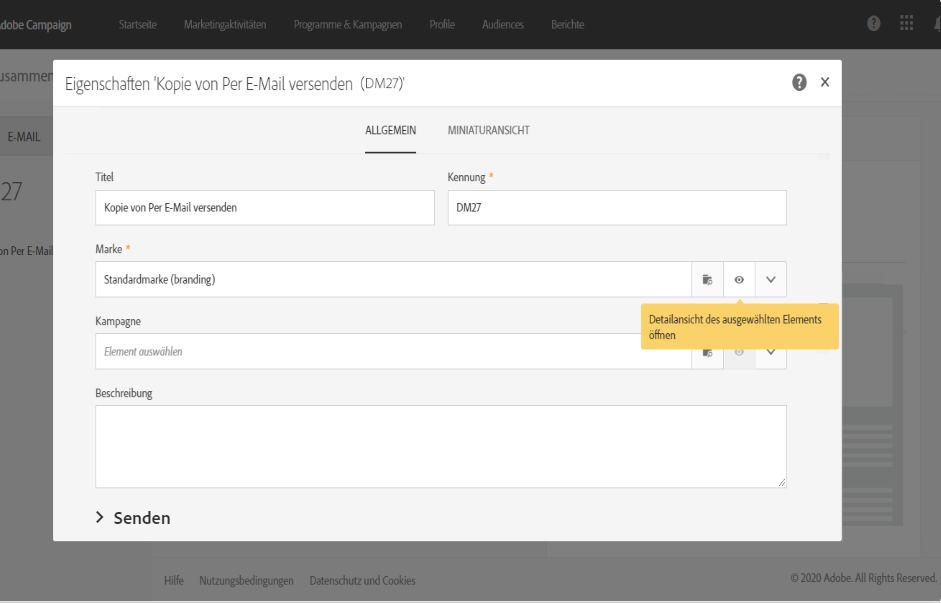 Adobe Campaign Startseite Marketingaktivitäten Programme & Kampagnen Profile Audiences Berichte
Eigenschaften 'Kopie von Per E-Mail versenden (DM27)'
E-MAIL
27
ALLGEMEIN MINIATURANSICHT
Titel Kennung *
Kopie von Per E-Mail versenden DM27
on Per E-Mail
Marke *
Standardmarke (branding)
Detailansicht des ausgewählten Elements
öffnen
Kampagne
Element auswählen
Beschreibung
Senden
Hilfe Nutzungsbedingungen Datenschutz und Cookies © 2020 Adobe. All Rights Reserved.